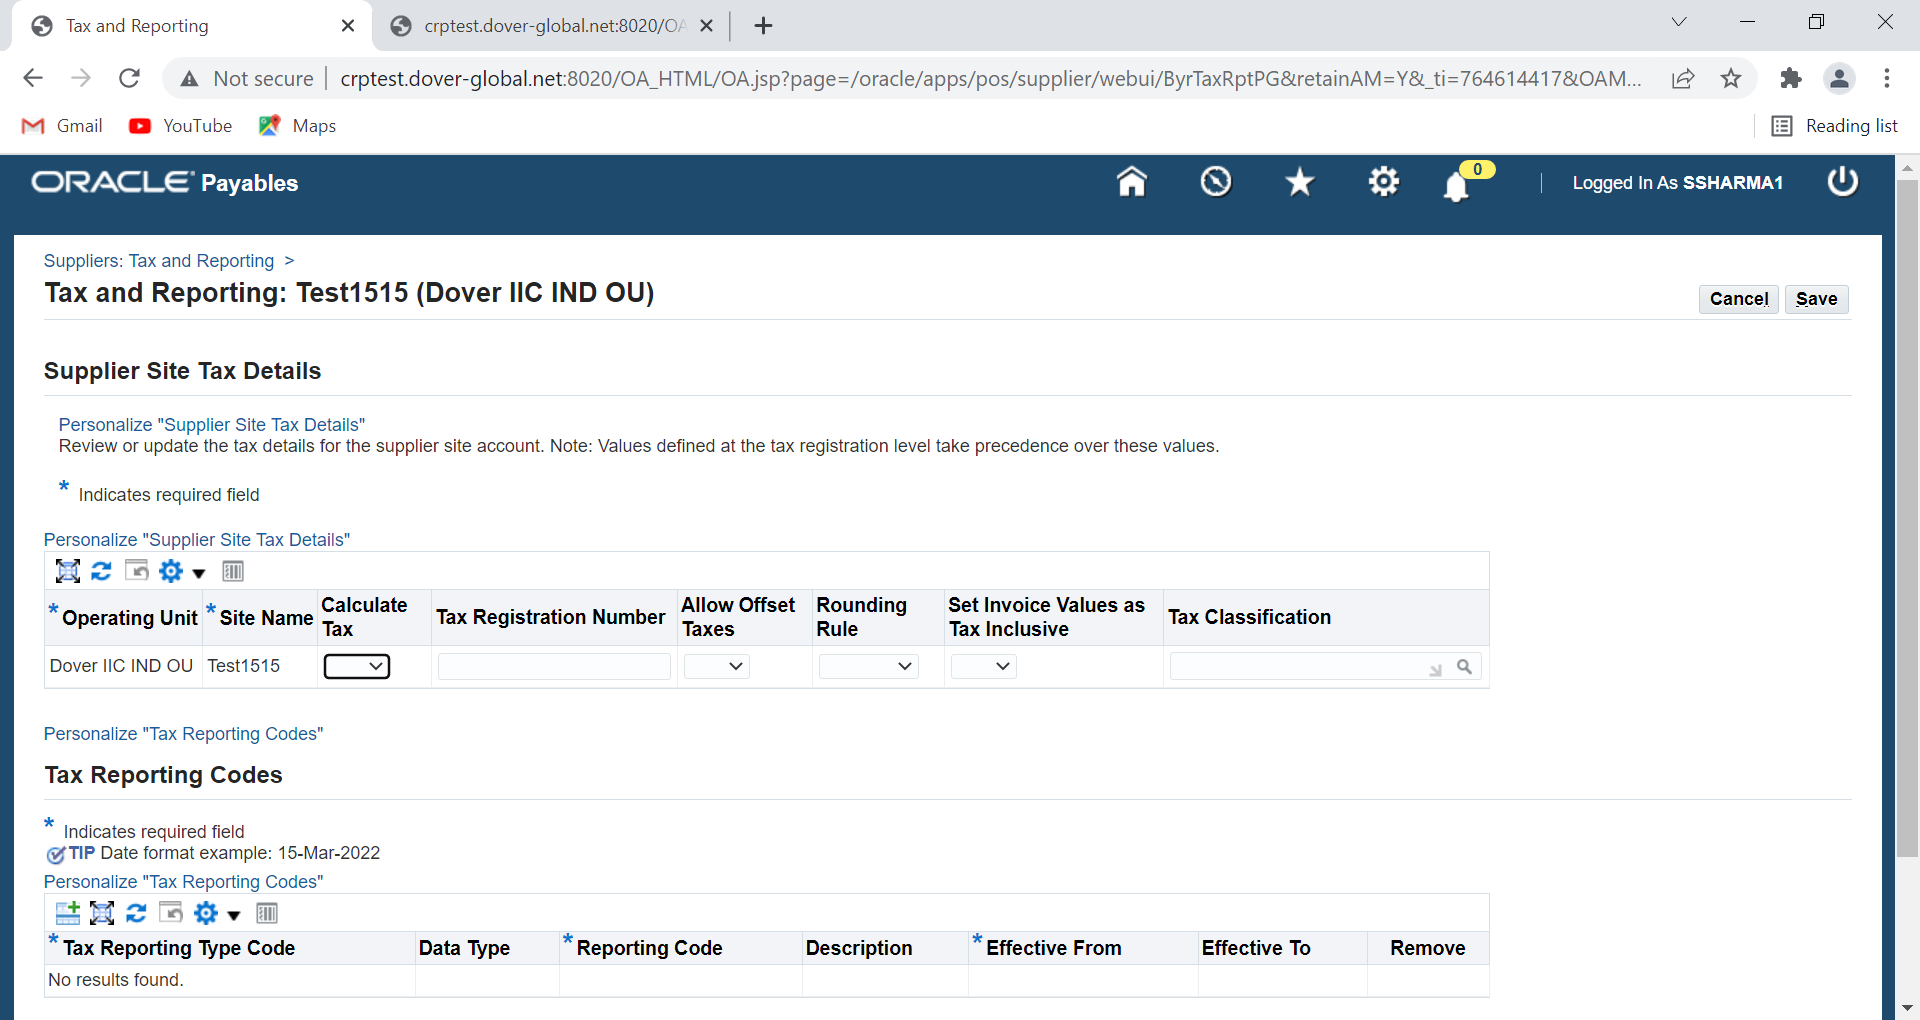 Tax and Reporting
crptest.dover-global.net:8020/OA
Not secure
crptest.dover-global.net:8020/OA_HTML/OA.jsp?page=/oracle/apps/pos/supplier/webui/ByrTaxRptPG&retainAM=Y&_ti=764614417&OAM...
Gmail YouTube Maps Reading list
ORACLE Payables
0
Logged In As SSHARMA1
Suppliers: Tax and Reporting >
Tax and Reporting: Test1515 (Dover IIC IND OU)
Cancel Save
Supplier Site Tax Details
Personalize "Supplier Site Tax Details"
Review or update the tax details for the supplier site account. Note: Values defined at the tax registration level take precedence over these values.
* Indicates required field
Personalize "Supplier Site Tax Details"
* Operating Unit * Site Name Calculate Tax Tax Registration Number Allow Offset Taxes Rounding Rule Set Invoice Values as Tax Inclusive Tax Classification
Dover IIC IND OU Test1515
Personalize "Tax Reporting Codes"
Tax Reporting Codes
* Indicates required field
TIP Date format example: 15-Mar-2022
Personalize "Tax Reporting Codes"
* Tax Reporting Type Code Data Type * Reporting Code Description * Effective From Effective To Remove
No results found.